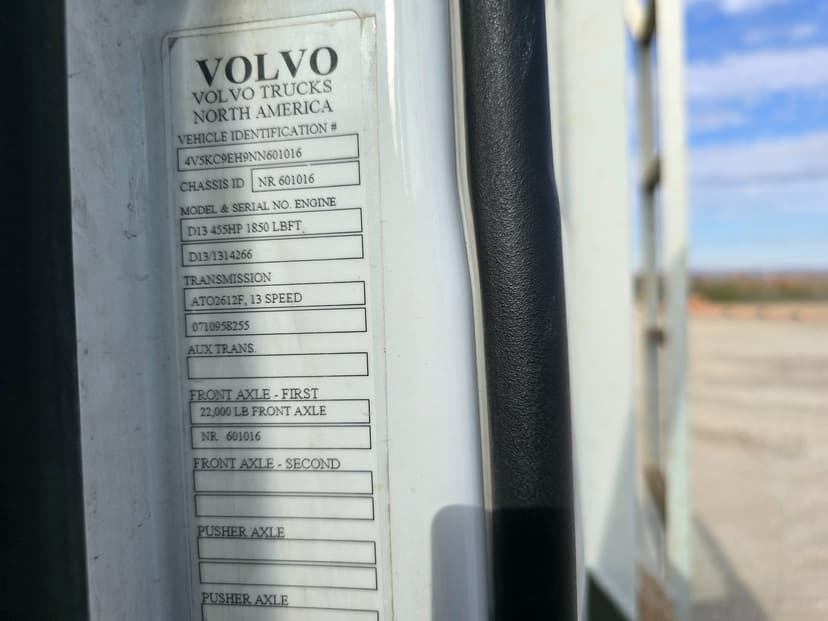 VOLVO
VOLVO TRUCKS
NORTH AMERICA
VEHICLE IDENTIFICATION #
4V5KC9EH9NN601016
CHASSIS ID NR 601016
MODEL & SERIAL NO. ENGINE
D13 455HP 1850 LBFT
D13/1314266
TRANSMISSION
ATO2612F, 13 SPEED
0710958255
AUX TRANS.
FRONT AXLE - FIRST
22,000 LB FRONT AXLE
NR 601016
FRONT AXLE - SECOND
PUSHER AXLE
PUSHER AXLE